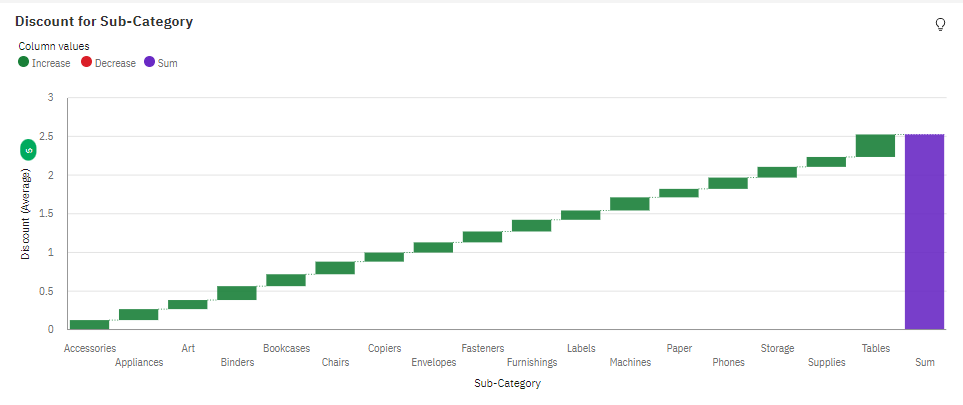 Discount for Sub-Category
Column values
Increase Decrease Sum
3
2.5
2
1.5
1
0.5
0
Discount (Average)
Accessories Art Bookcases Copiers Fasteners Labels Paper Storage Tables
Appliances Binders Chairs Envelopes Furnishings Machines Phones Supplies Sum
Sub-Category